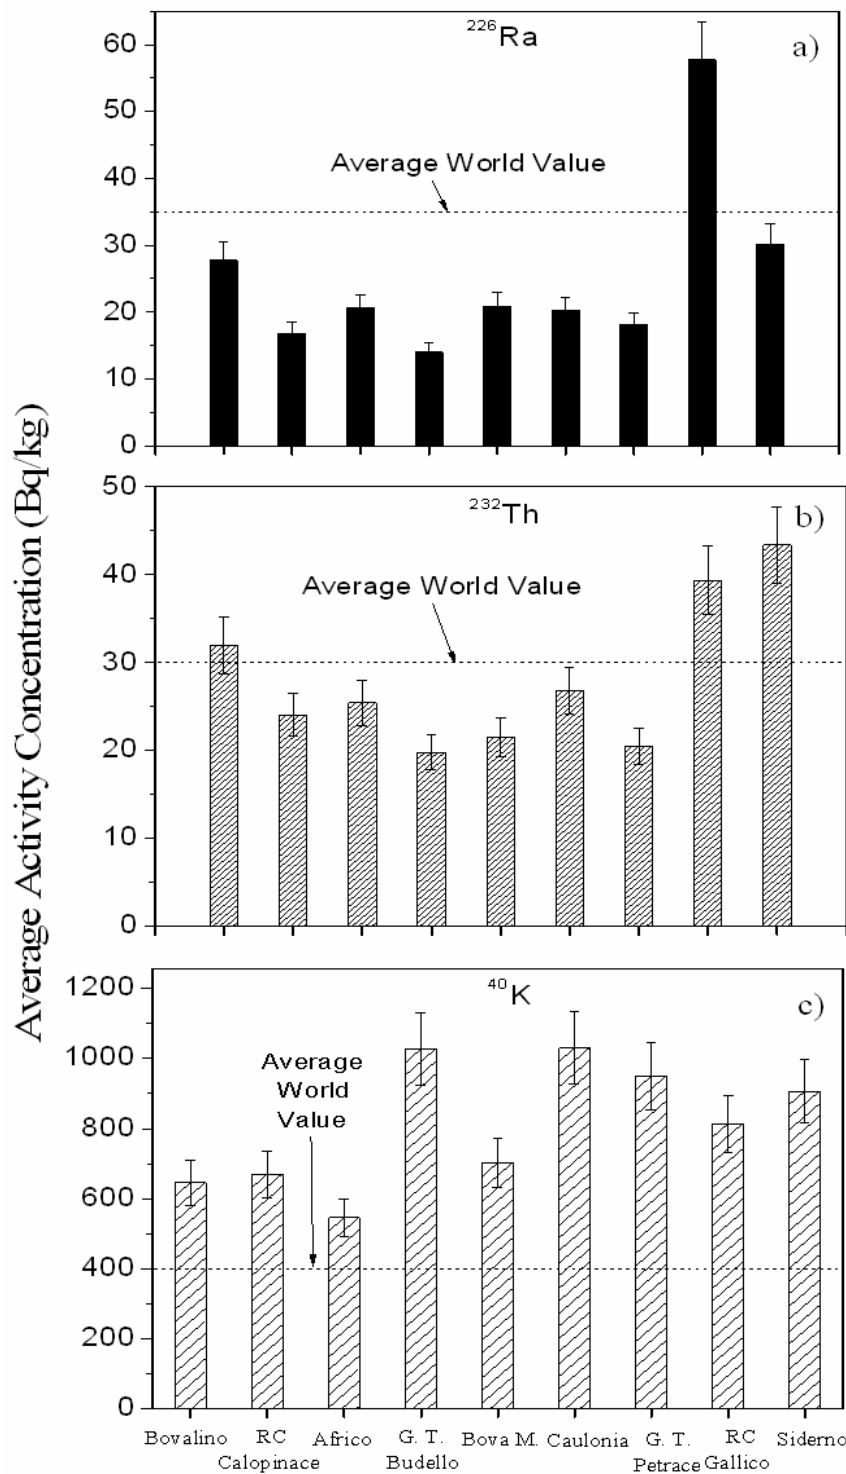 Average Activity Concentration (Bq/kg)
²²⁶Ra
a)
60
50
40
30
20
10
0
Average World Value
²³²Th
b)
50
40
30
20
10
0
Average World Value
⁴⁰K
c)
1200
1000
800
600
400
200
0
Average
World
Value
Bovalino
RC
Calopinace
Africo
G. T.
Budello
Bova M.
Caulonia
G. T.
Petrace
RC
Gallico
Siderno